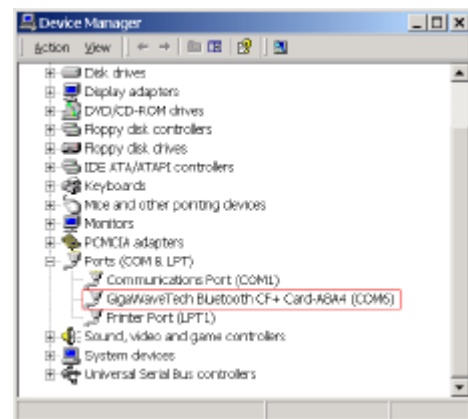 Device Manager
Action View
Disk drives
Display adapters
DVD/CD-ROM drives
Floppy disk controllers
Floppy disk drives
IDE ATA/ATAPI controllers
Keyboards
Mice and other pointing devices
Monitors
PCMCIA adapters
Ports (COM & LPT)
Communications Port (COM1)
GigaWaveTech Bluetooth CF+ Card-A8A4 (COM6)
Printer Port (LPT1)
Sound, video and game controllers
System devices
Universal Serial Bus controllers